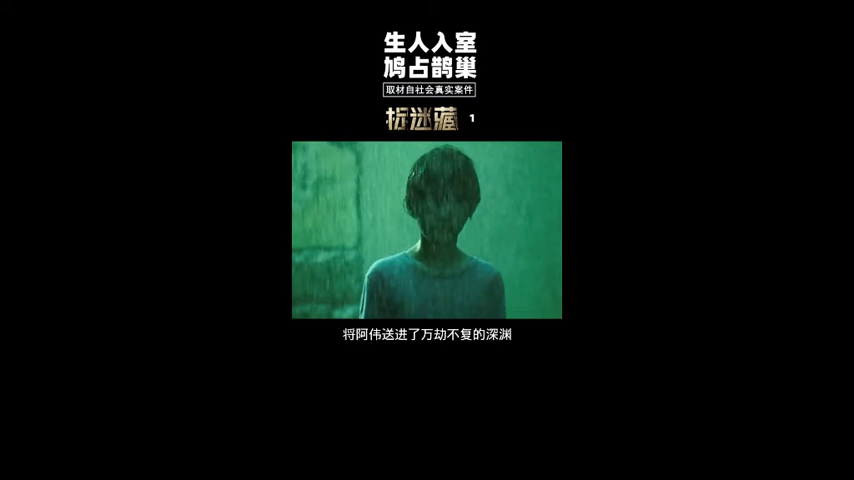 生人入室
鸠占鹊巢
取材自社会真实案件
捉迷藏 1
将阿伟送进了万劫不复的深渊